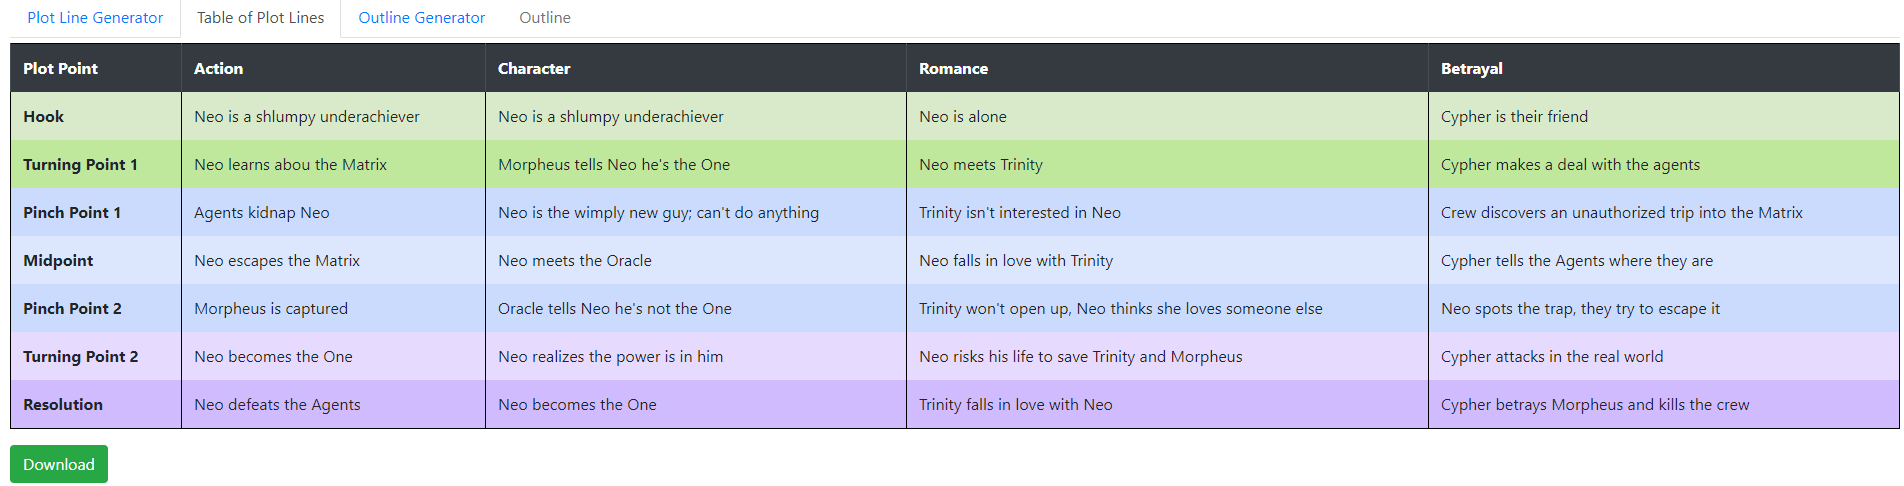 Plot Line Generator Table of Plot Lines Outline Generator Outline
Plot Point Action Character Romance Betrayal
Hook Neo is a shlumpy underachiever Neo is a shlumpy underachiever Neo is alone Cypher is their friend
Turning Point 1 Neo learns abou the Matrix Morpheus tells Neo he's the One Neo meets Trinity Cypher makes a deal with the agents
Pinch Point 1 Agents kidnap Neo Neo is the wimply new guy; can't do anything Trinity isn't interested in Neo Crew discovers an unauthorized trip into the Matrix
Midpoint Neo escapes the Matrix Neo meets the Oracle Neo falls in love with Trinity Cypher tells the Agents where they are
Pinch Point 2 Morpheus is captured Oracle tells Neo he's not the One Trinity won't open up, Neo thinks she loves someone else Neo spots the trap, they try to escape it
Turning Point 2 Neo becomes the One Neo realizes the power is in him Neo risks his life to save Trinity and Morpheus Cypher attacks in the real world
Resolution Neo defeats the Agents Neo becomes the One Trinity falls in love with Neo Cypher betrays Morpheus and kills the crew
Download